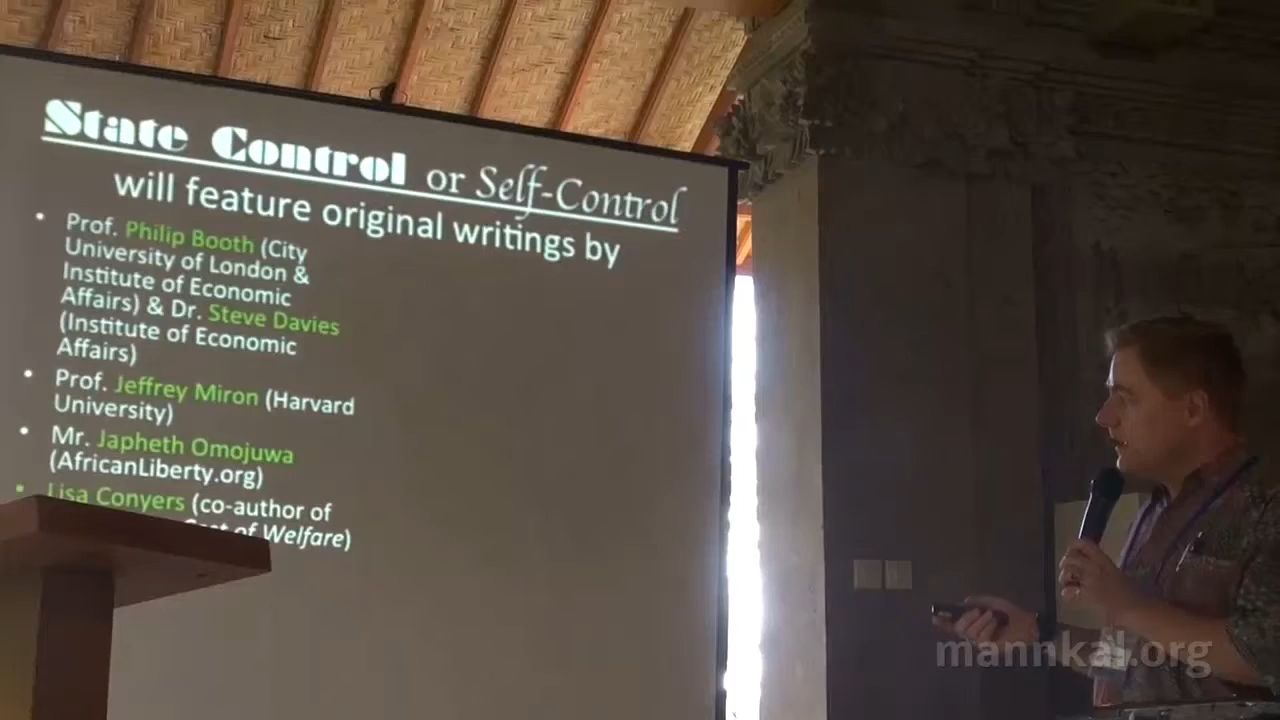 State Control or Self-Control
will feature original writings by
• Prof. Philip Booth (City
University of London &
Institute of Economic
Affairs) & Dr. Steve Davies
(Institute of Economic
Affairs)
• Prof. Jeffrey Miron (Harvard
University)
• Mr. Japheth Omojuwa
(AfricanLiberty.org)
• Lisa Conyers (co-author of
Cost of Welfare)
mannkal.org